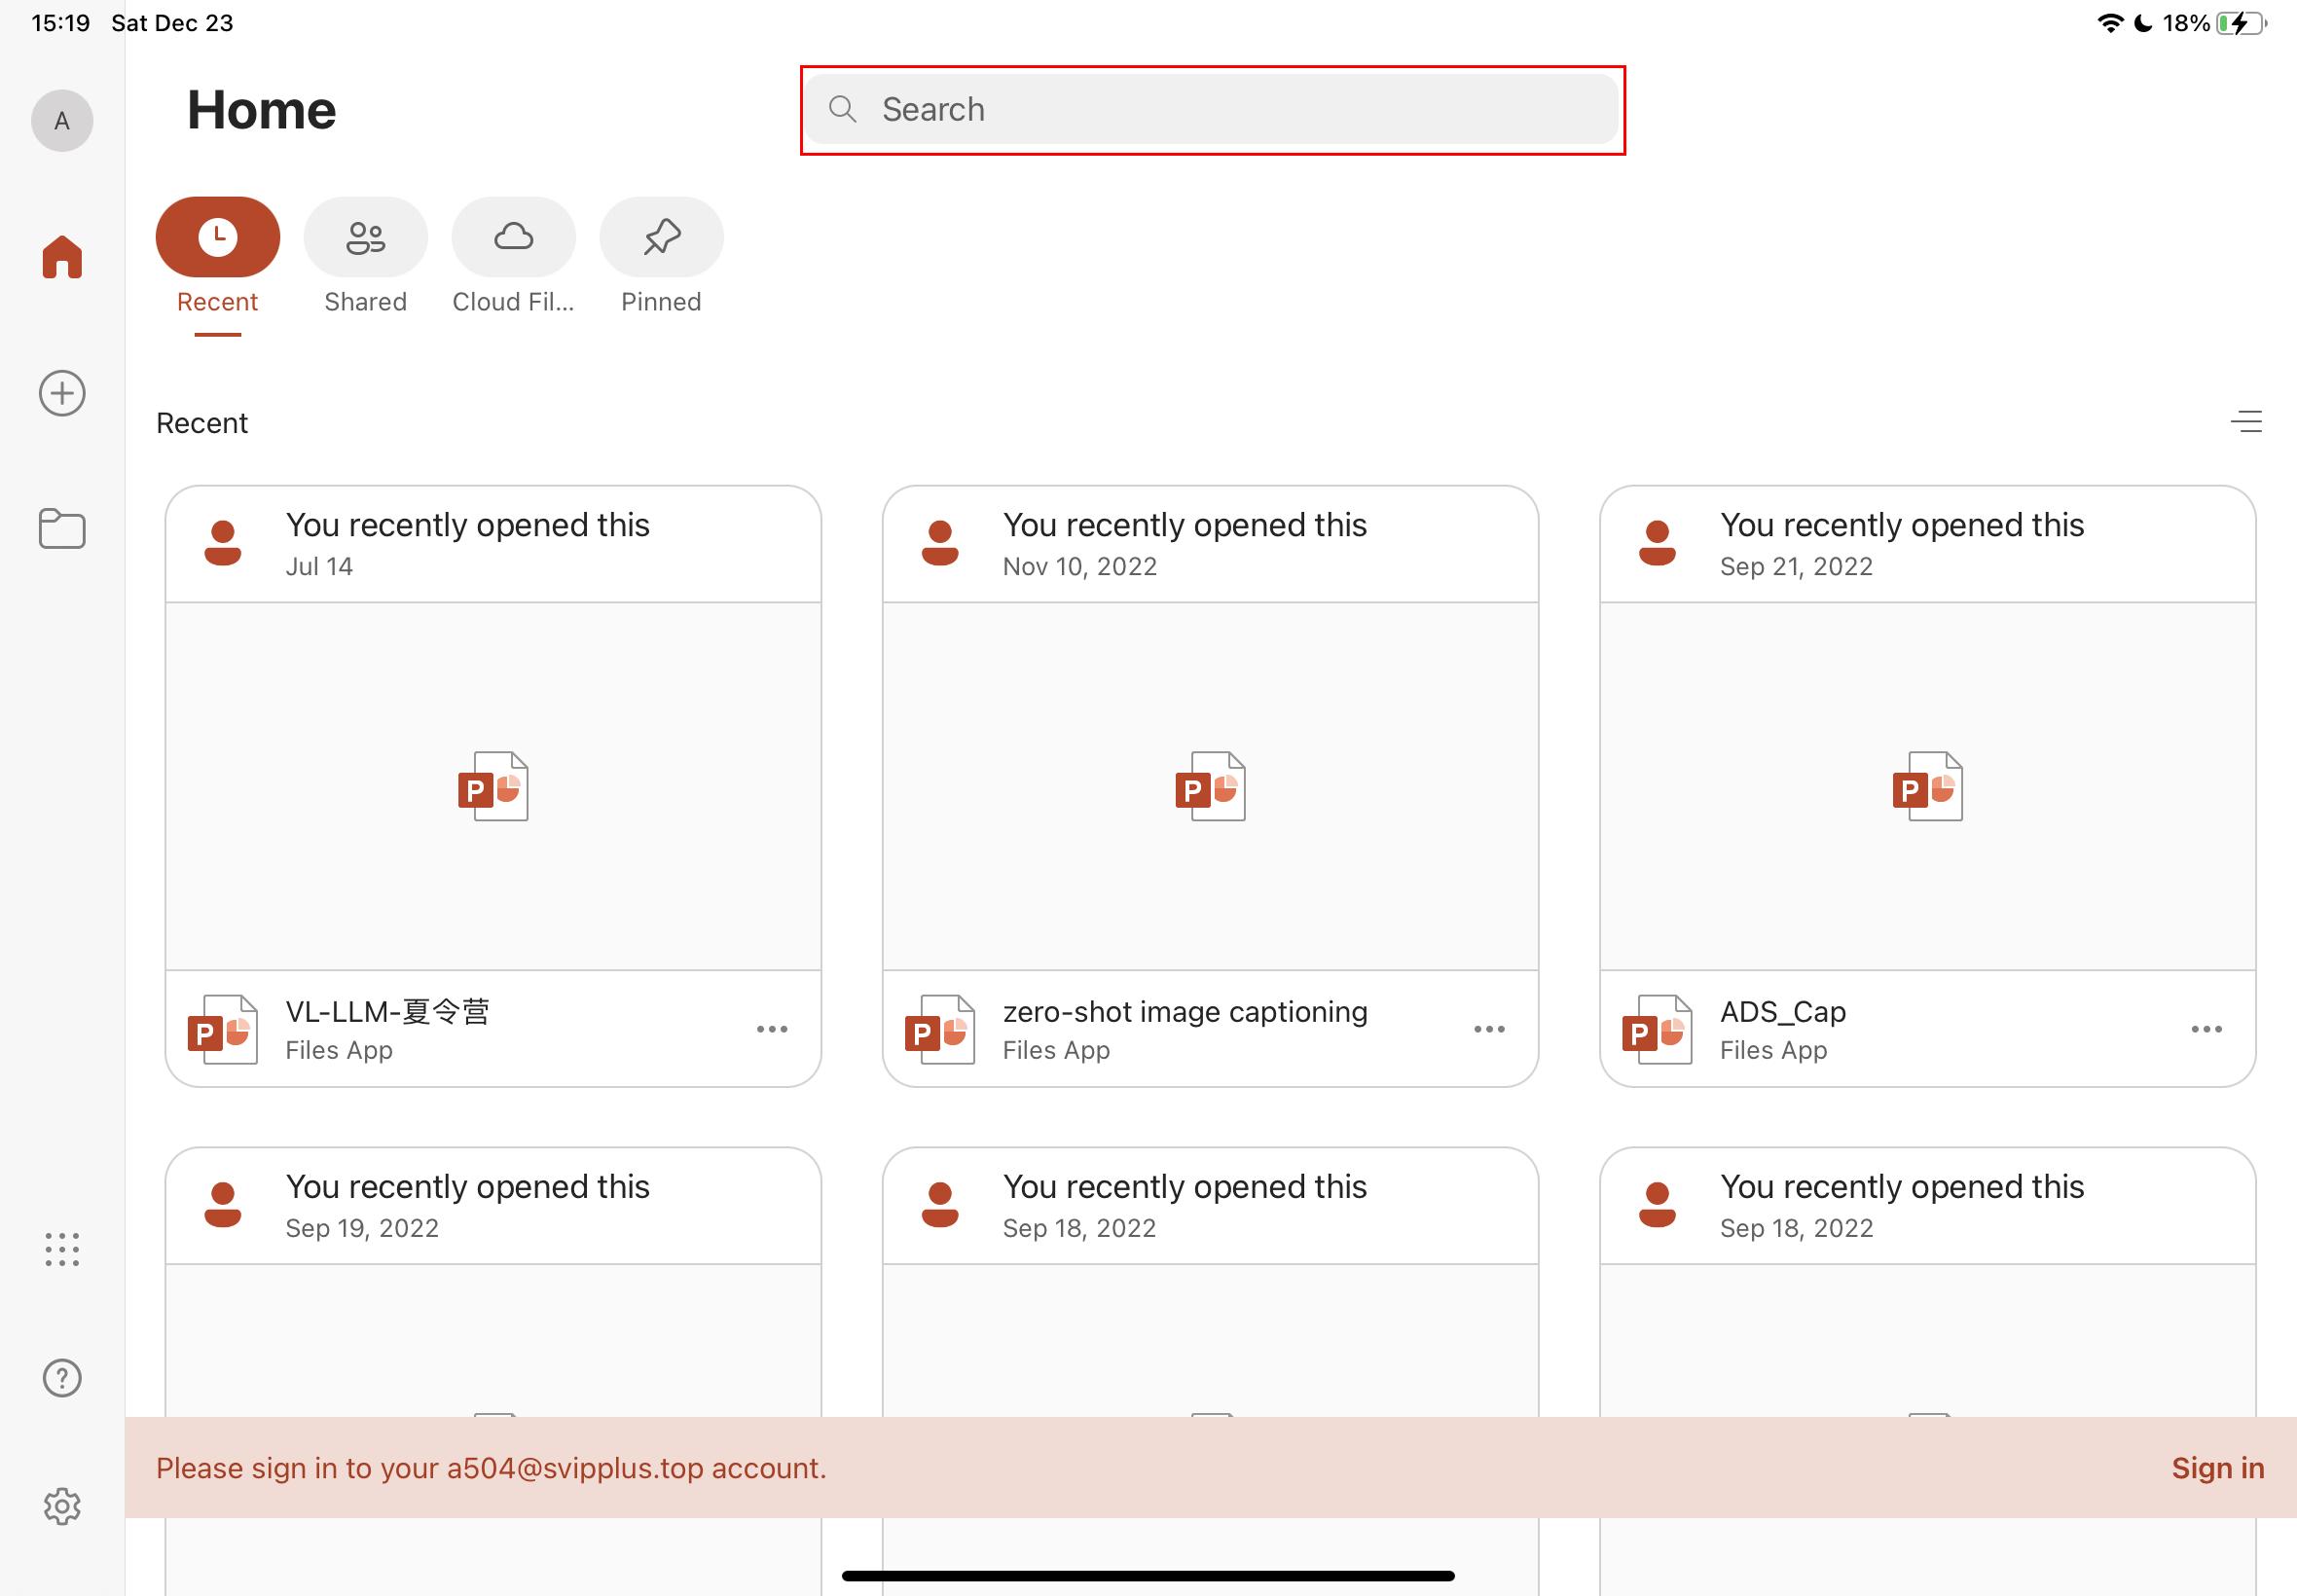 15:19 Sat Dec 23
18%
A
Home
Search
Recent
Shared
Cloud Fil...
Pinned
Recent
You recently opened this
Jul 14
P
P
VL-LLM-夏令营
Files App
You recently opened this
Nov 10, 2022
P
P
zero-shot image captioning
Files App
You recently opened this
Sep 21, 2022
P
P
ADS_Cap
Files App
You recently opened this
Sep 19, 2022
You recently opened this
Sep 18, 2022
You recently opened this
Sep 18, 2022
Please sign in to your a504@svipplus.top account.
Sign in